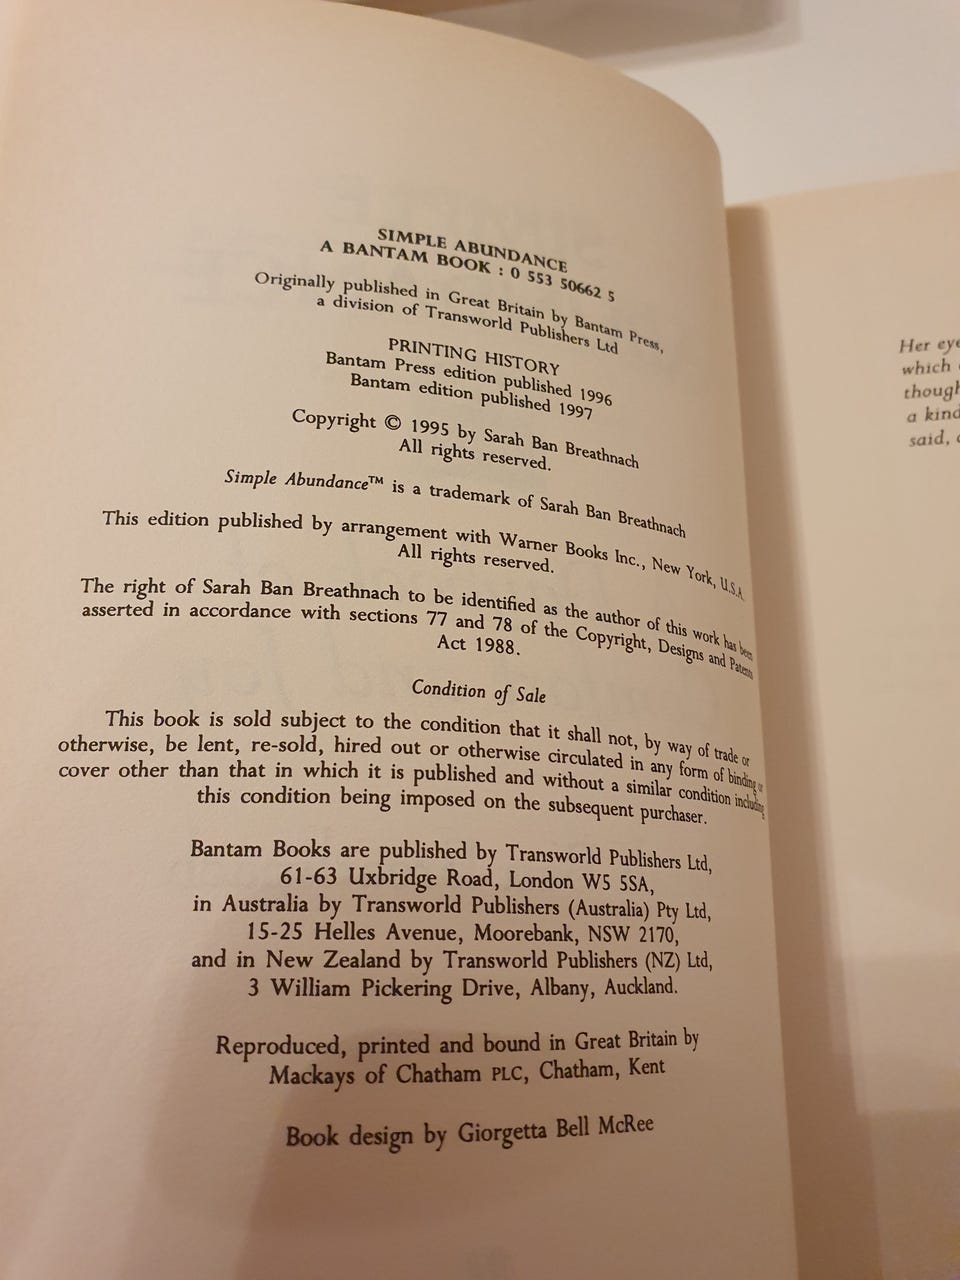 SIMPLE ABUNDANCE
A BANTAM BOOK : 0 553 50662 5
Originally published in Great Britain by Bantam Press,
a division of Transworld Publishers Ltd
PRINTING HISTORY
Bantam Press edition published 1996
Bantam edition published 1997
Copyright © 1995 by Sarah Ban Breathnach
All rights reserved.
Simple Abundance™ is a trademark of Sarah Ban Breathnach
This edition published by arrangement with Warner Books Inc., New York, U.S.A.
All rights reserved.
The right of Sarah Ban Breathnach to be identified as the author of this work has been
asserted in accordance with sections 77 and 78 of the Copyright, Designs and Patents
Act 1988.
Condition of Sale
This book is sold subject to the condition that it shall not, by way of trade or
otherwise, be lent, re-sold, hired out or otherwise circulated in any form of binding or
cover other than that in which it is published and without a similar condition including
this condition being imposed on the subsequent purchaser.
Bantam Books are published by Transworld Publishers Ltd,
61-63 Uxbridge Road, London W5 5SA,
in Australia by Transworld Publishers (Australia) Pty Ltd,
15-25 Helles Avenue, Moorebank, NSW 2170,
and in New Zealand by Transworld Publishers (NZ) Ltd,
3 William Pickering Drive, Albany, Auckland.
Reproduced, printed and bound in Great Britain by
Mackays of Chatham PLC, Chatham, Kent
Book design by Giorgetta Bell McRee
Her
which
a kind
said,